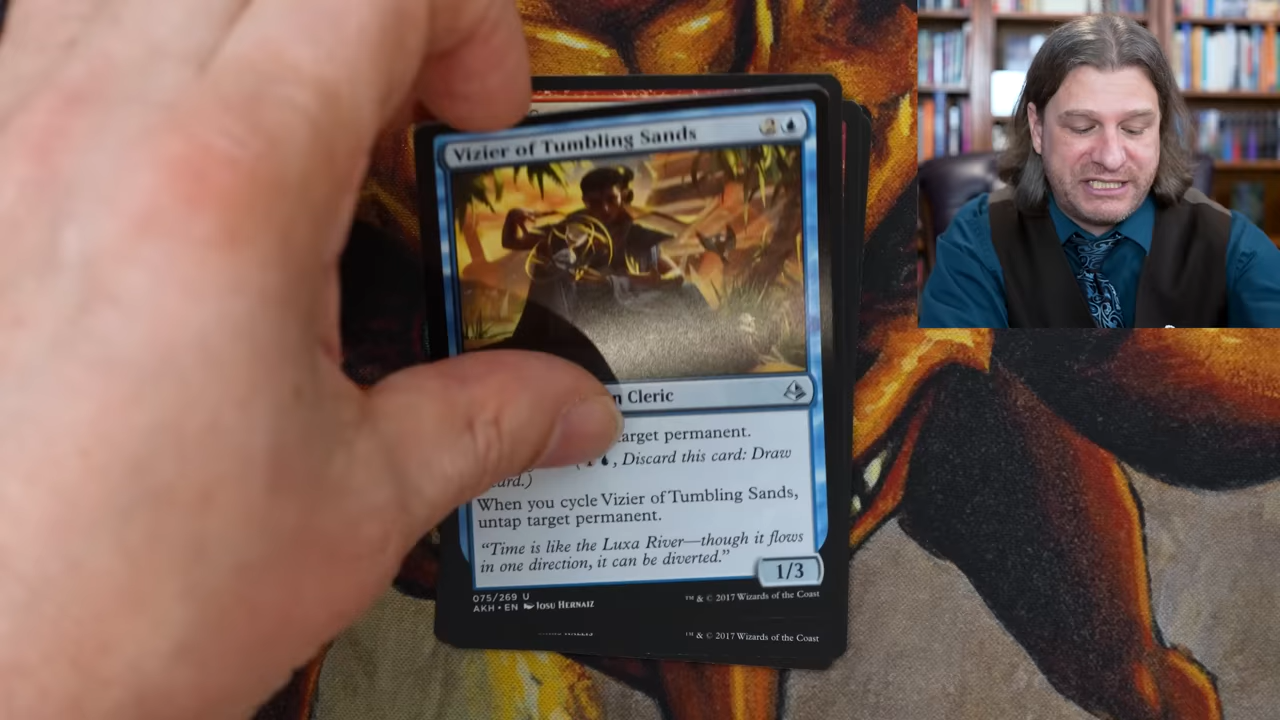 Vizier of Tumbling Sands
Cleric
target permanent.
, Discard this card: Draw
card.)
When you cycle Vizier of Tumbling Sands,
untap target permanent.
“Time is like the Luxa River—though it flows
in one direction, it can be diverted.”
1/3
075/269 U
AKH • EN Josu Hernaiz
™ & © 2017 Wizards of the Coast
™ & © 2017 Wizards of the Coast